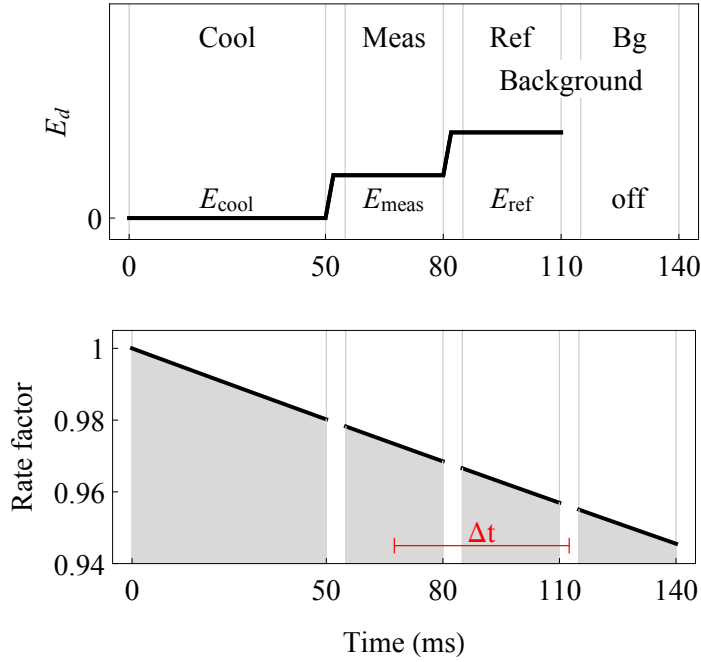 Cool Meas Ref Bg
Background
E_d
E_cool E_meas E_ref off
0
0 50 80 110 140
1
0.98
0.96
0.94
Rate factor
Δt
0 50 80 110 140
Time (ms)